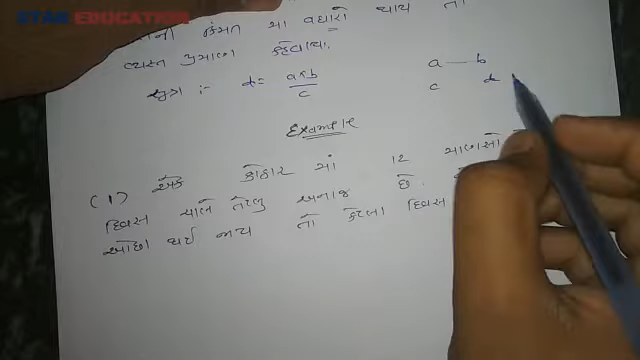 STAR EDUCATION
કિંમત માં વધારો થાય તો
વ્યસ્ત પ્રમાણ કહેવાય.
સુત્ર :- x = a×b / c
a — b
c x
Example
(1) એક કોઠાર માં 12 માણસો
દિવસ ચાલે તેટલુ અનાજ છે.
ઓછા થઈ જાય તો કેટલા દિવસ